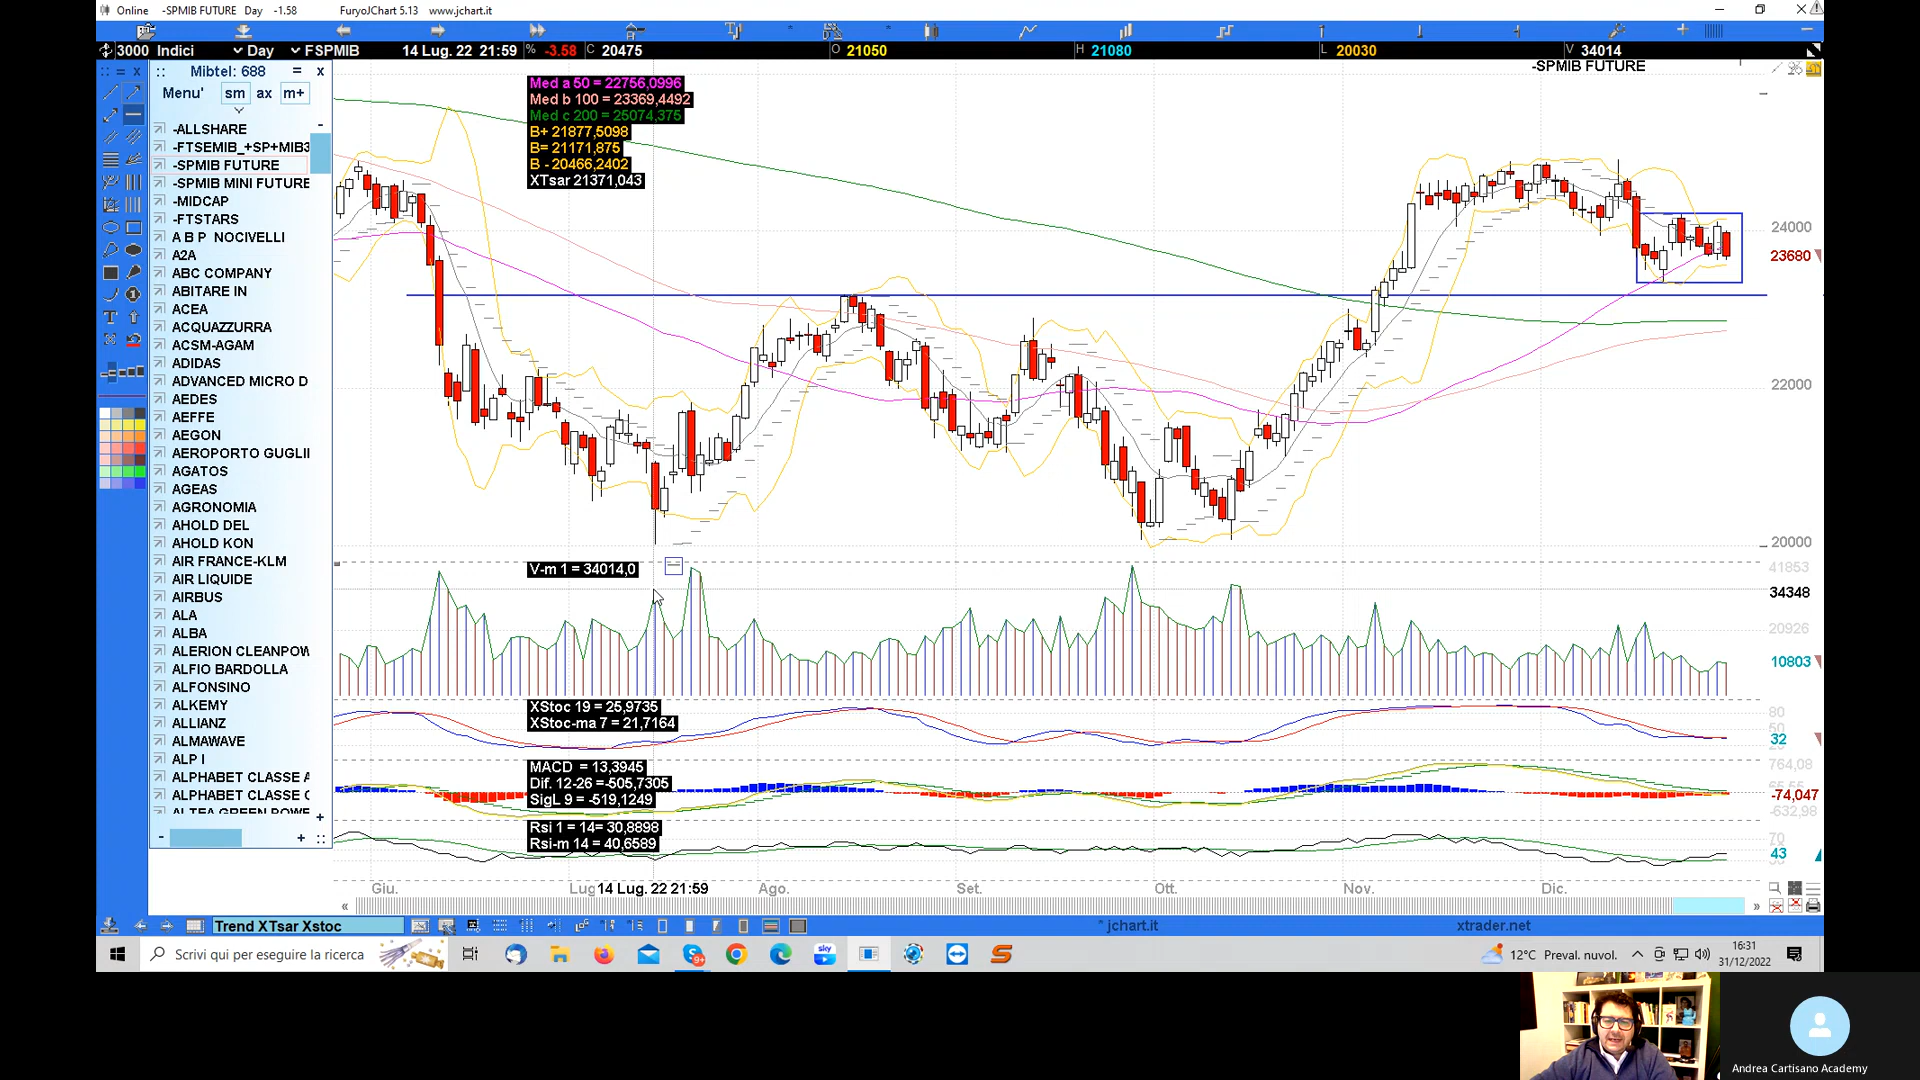 Online -SPMIB FUTURE Day -1.58 FuryoJChart 5.13 www.jchart.it
3000 Indici Day FSPMIB 14 Lug. 22 21:59 % -3.58 C 20475 O 21050 H 21080 L 20030 V 34014
-SPMIB FUTURE
:: Mibtel: 688 = x
Menu' sm ax m+
-ALLSHARE
-FTSEMIB_+SP+MIB3
-SPMIB FUTURE
-SPMIB MINI FUTURE
-MIDCAP
-FTSTARS
A B P NOCIVELLI
A2A
ABC COMPANY
ABITARE IN
ACEA
ACQUAZZURRA
ACSM-AGAM
ADIDAS
ADVANCED MICRO D
AEDES
AEFFE
AEGON
AEROPORTO GUGLI
AGATOS
AGEAS
AGRONOMIA
AHOLD DEL
AHOLD KON
AIR FRANCE-KLM
AIR LIQUIDE
AIRBUS
ALA
ALBA
ALERION CLEANPOW
ALFIO BARDOLLA
ALFONSINO
ALKEMY
ALLIANZ
ALMAWAVE
ALP I
ALPHABET CLASSE A
ALPHABET CLASSE C
Med a 50 = 22756,0996
Med b 100 = 23369,4492
Med c 200 = 25074,375
B+ 21877,5098
B= 21171,875
B - 20466,2402
XTsar 21371,043
24000
23680
22000
20000
V-m 1 = 34014,0
41853
34348
20926
10803
XStoc 19 = 25,9735
XStoc-ma 7 = 21,7164
80
50
32
MACD = 13,3945
Dif. 12-26 =-505,7305
SigL 9 = -519,1249
764,08
-74,047
-632,98
Rsi 1 = 14= 30,8898
Rsi-m 14 = 40,6589
70
43
Giu. Lug 14 Lug. 22 21:59 Ago. Set. Ott. Nov. Dic.
« »
Trend XTsar Xstoc
* jchart.it
xtrader.net
Scrivi qui per eseguire la ricerca
sky
12°C Preval. nuvol.
16:31
31/12/2022
Andrea Cartisano Academy